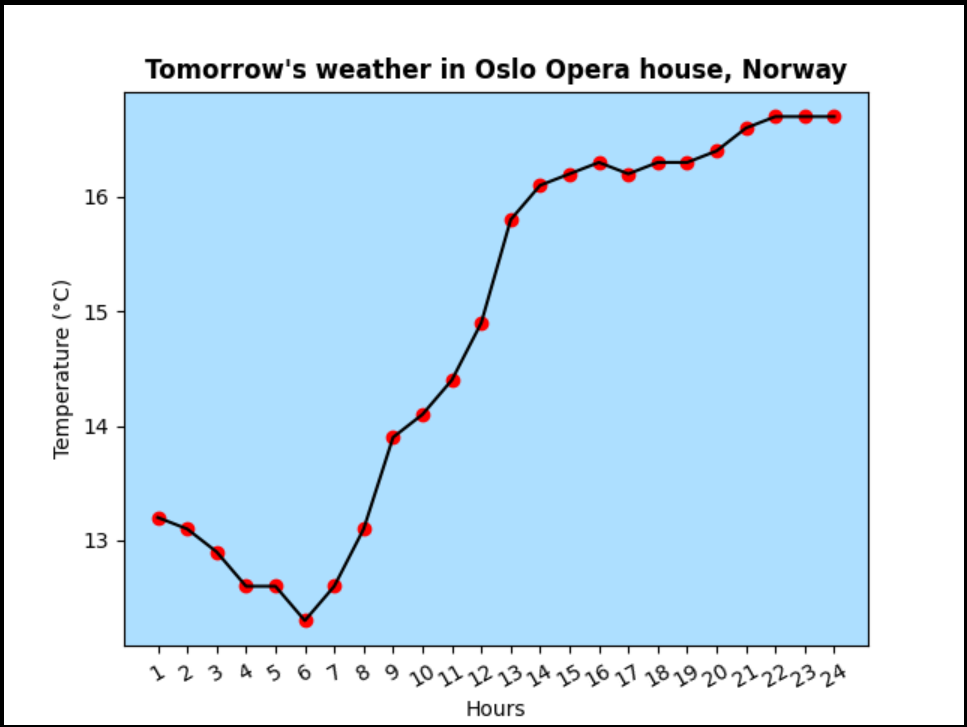 Tomorrow's weather in Oslo Opera house, Norway
Temperature (°C)
16
15
14
13
1 2 3 4 5 6 7 8 9 10 11 12 13 14 15 16 17 18 19 20 21 22 23 24
Hours